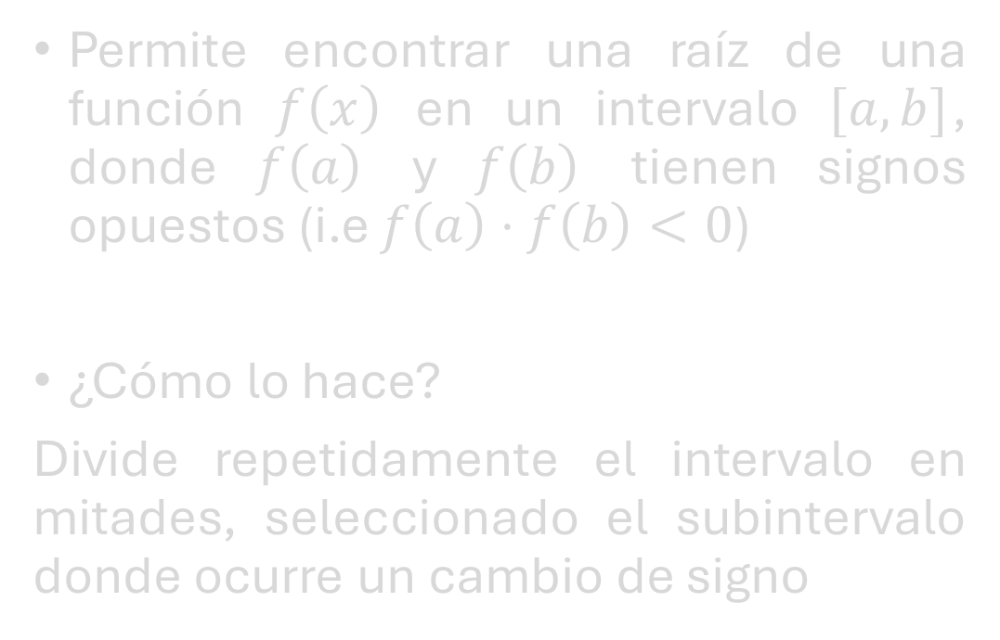 • Permite encontrar una raíz de una
función f(x) en un intervalo [a, b],
donde f(a) y f(b) tienen signos
opuestos (i.e f(a) · f(b) < 0)
• ¿Cómo lo hace?
Divide repetidamente el intervalo en
mitades, seleccionado el subintervalo
donde ocurre un cambio de signo